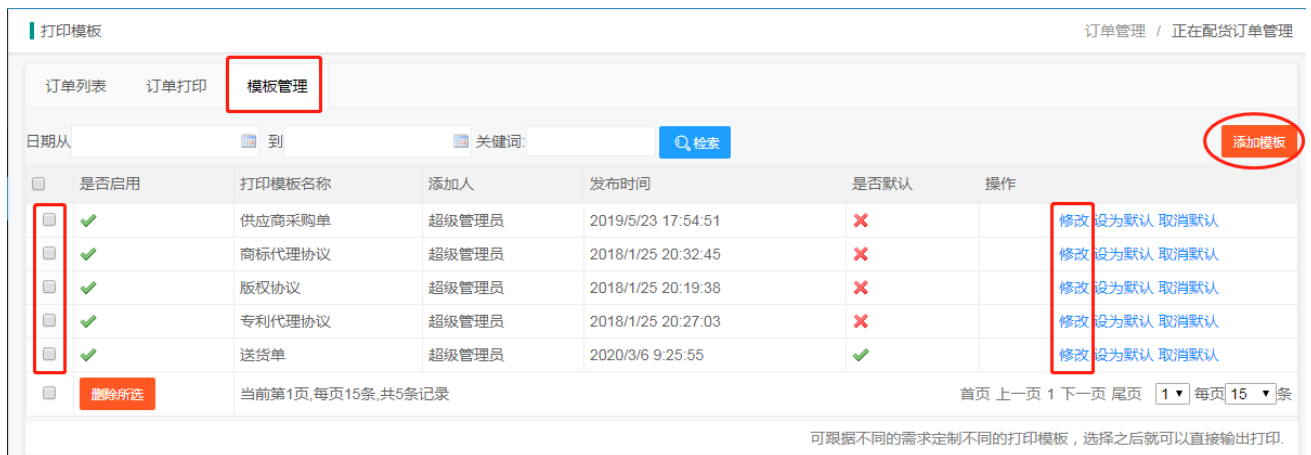 打印模板 订单管理 / 正在配货订单管理
订单列表 订单打印 模板管理
日期从 到 关健词: 检索 添加模板
是否启用 打印模板名称 添加人 发布时间 是否默认 操作
供应商采购单 超级管理员 2019/5/23 17:54:51 修改 设为默认 取消默认
商标代理协议 超级管理员 2018/1/25 20:32:45 修改 设为默认 取消默认
版权协议 超级管理员 2018/1/25 20:19:38 修改 设为默认 取消默认
专利代理协议 超级管理员 2018/1/25 20:27:03 修改 设为默认 取消默认
送货单 超级管理员 2020/3/6 9:25:55 修改 设为默认 取消默认
删除所选 当前第1页,每页15条,共5条记录 首页 上一页 1 下一页 尾页 1 每页 15 条
可跟据不同的需求定制不同的打印模板，选择之后就可以直接输出打印.